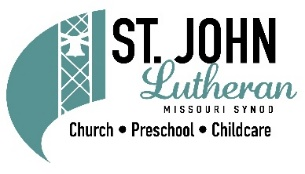 ST. JOHN
Lutheran
MISSOURI SYNOD
Church • Preschool • Childcare